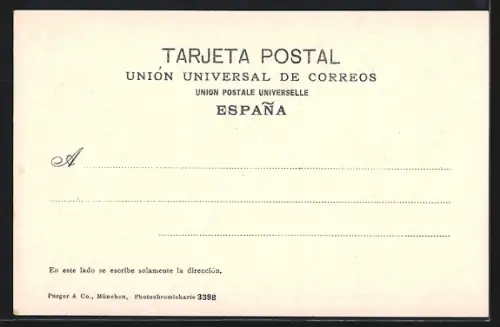 TARJETA POSTAL
UNIÓN UNIVERSAL DE CORREOS
UNION POSTALE UNIVERSELLE
ESPAÑA
A
En este lado se escribe solamente la dirección.
Purger & Co., München, Photochromiekarte 3398